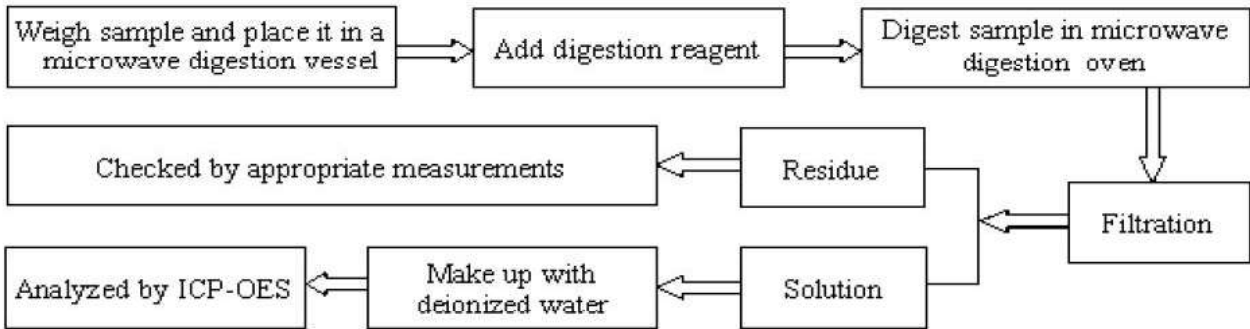 Weigh sample and place it in a
microwave digestion vessel
Add digestion reagent
Digest sample in microwave
digestion oven
Filtration
Residue
Checked by appropriate measurements
Solution
Make up with
deionized water
Analyzed by ICP-OES